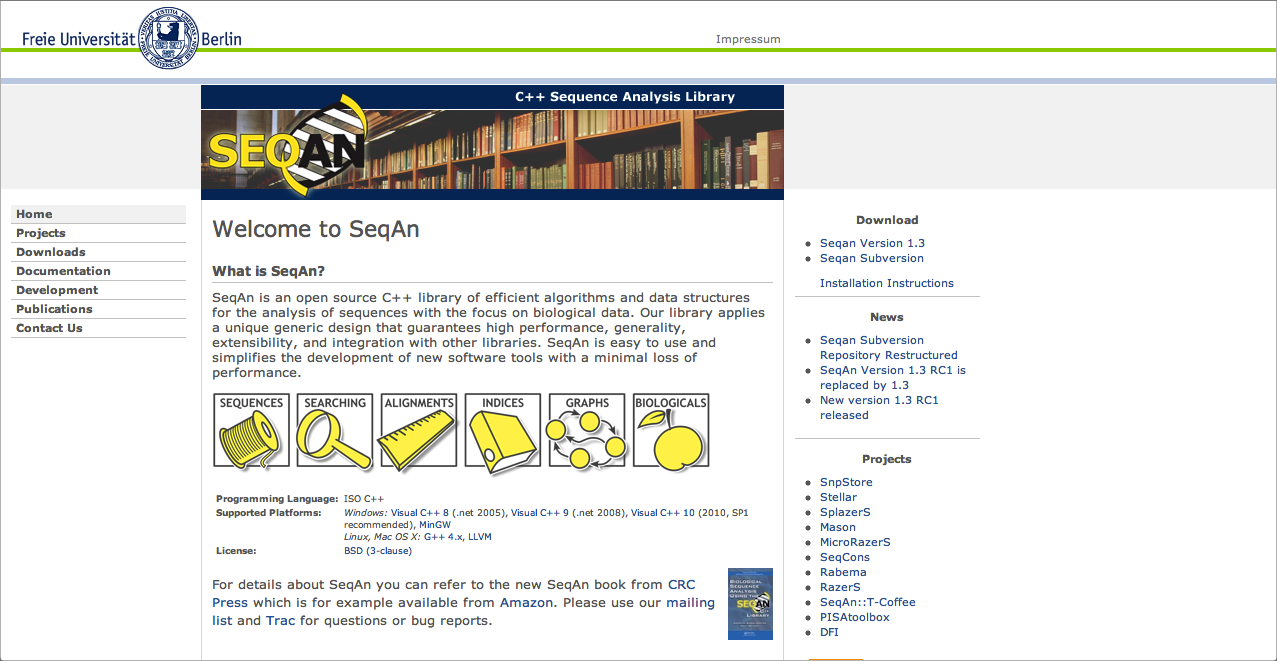 Freie Universität Berlin
Impressum
C++ Sequence Analysis Library
SEQAN
Home
Projects
Downloads
Documentation
Development
Publications
Contact Us
Welcome to SeqAn
What is SeqAn?
SeqAn is an open source C++ library of efficient algorithms and data structures
for the analysis of sequences with the focus on biological data. Our library applies
a unique generic design that guarantees high performance, generality,
extensibility, and integration with other libraries. SeqAn is easy to use and
simplifies the development of new software tools with a minimal loss of
performance.
SEQUENCES SEARCHING ALIGNMENTS INDICES GRAPHS BIOLOGICALS
Programming Language: ISO C++
Supported Platforms: Windows: Visual C++ 8 (.net 2005), Visual C++ 9 (.net 2008), Visual C++ 10 (2010, SP1
recommended), MinGW
Linux, Mac OS X: G++ 4.x, LLVM
License: BSD (3-clause)
For details about SeqAn you can refer to the new SeqAn book from CRC
Press which is for example available from Amazon. Please use our mailing
list and Trac for questions or bug reports.
BIOLOGICAL
SEQUENCE
ANALYSIS
USING THE
SEQAN
C++
LIBRARY
Download
Seqan Version 1.3
Seqan Subversion
Installation Instructions
News
Seqan Subversion
Repository Restructured
SeqAn Version 1.3 RC1 is
replaced by 1.3
New version 1.3 RC1
released
Projects
SnpStore
Stellar
SplazerS
Mason
MicroRazerS
SeqCons
Rabema
RazerS
SeqAn::T-Coffee
PISAtoolbox
DFI